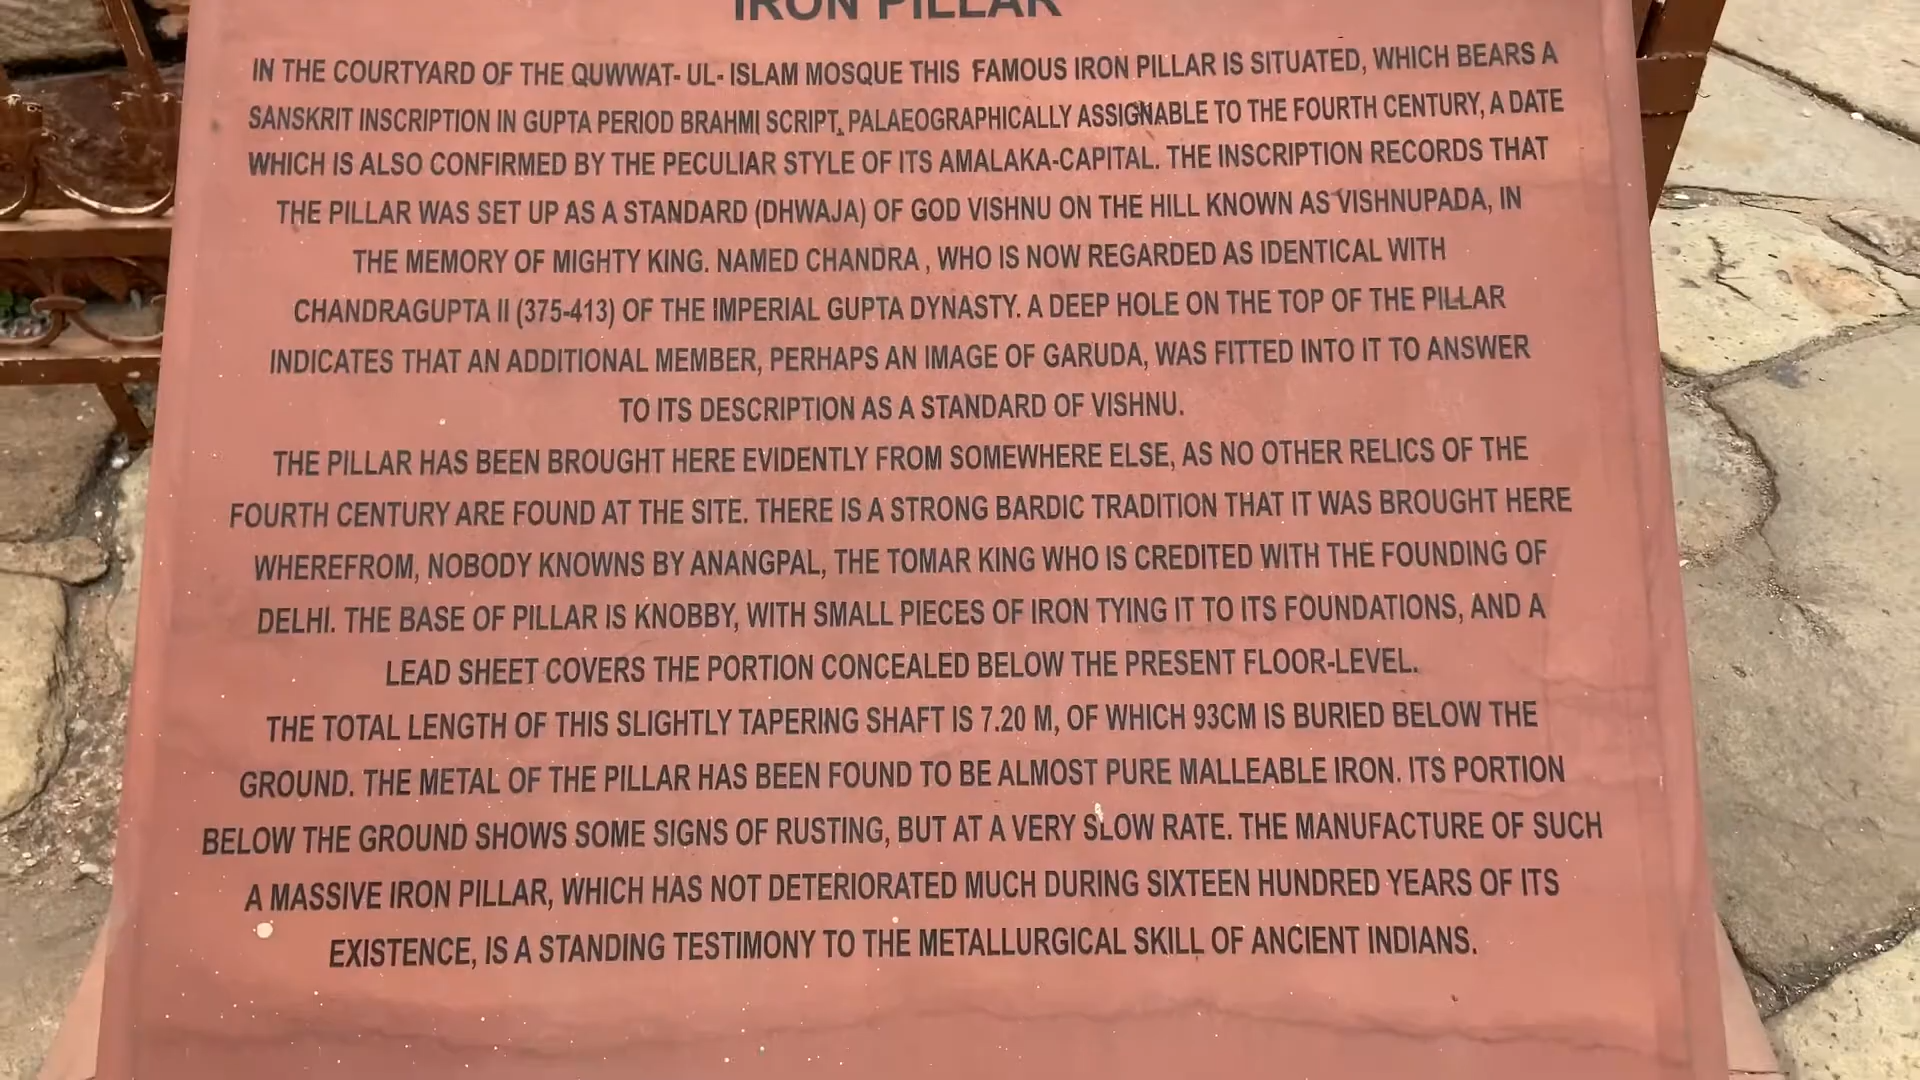 IRON PILLAR
IN THE COURTYARD OF THE QUWWAT- UL- ISLAM MOSQUE THIS FAMOUS IRON PILLAR IS SITUATED, WHICH BEARS A
SANSKRIT INSCRIPTION IN GUPTA PERIOD BRAHMI SCRIPT, PALAEOGRAPHICALLY ASSIGNABLE TO THE FOURTH CENTURY, A DATE
WHICH IS ALSO CONFIRMED BY THE PECULIAR STYLE OF ITS AMALAKA-CAPITAL. THE INSCRIPTION RECORDS THAT
THE PILLAR WAS SET UP AS A STANDARD (DHWAJA) OF GOD VISHNU ON THE HILL KNOWN AS VISHNUPADA, IN
THE MEMORY OF MIGHTY KING. NAMED CHANDRA , WHO IS NOW REGARDED AS IDENTICAL WITH
CHANDRAGUPTA II (375-413) OF THE IMPERIAL GUPTA DYNASTY. A DEEP HOLE ON THE TOP OF THE PILLAR
INDICATES THAT AN ADDITIONAL MEMBER, PERHAPS AN IMAGE OF GARUDA, WAS FITTED INTO IT TO ANSWER
TO ITS DESCRIPTION AS A STANDARD OF VISHNU.
THE PILLAR HAS BEEN BROUGHT HERE EVIDENTLY FROM SOMEWHERE ELSE, AS NO OTHER RELICS OF THE
FOURTH CENTURY ARE FOUND AT THE SITE. THERE IS A STRONG BARDIC TRADITION THAT IT WAS BROUGHT HERE
WHEREFROM, NOBODY KNOWNS BY ANANGPAL, THE TOMAR KING WHO IS CREDITED WITH THE FOUNDING OF
DELHI. THE BASE OF PILLAR IS KNOBBY, WITH SMALL PIECES OF IRON TYING IT TO ITS FOUNDATIONS, AND A
LEAD SHEET COVERS THE PORTION CONCEALED BELOW THE PRESENT FLOOR-LEVEL.
THE TOTAL LENGTH OF THIS SLIGHTLY TAPERING SHAFT IS 7.20 M, OF WHICH 93CM IS BURIED BELOW THE
GROUND. THE METAL OF THE PILLAR HAS BEEN FOUND TO BE ALMOST PURE MALLEABLE IRON. ITS PORTION
BELOW THE GROUND SHOWS SOME SIGNS OF RUSTING, BUT AT A VERY SLOW RATE. THE MANUFACTURE OF SUCH
A MASSIVE IRON PILLAR, WHICH HAS NOT DETERIORATED MUCH DURING SIXTEEN HUNDRED YEARS OF ITS
EXISTENCE, IS A STANDING TESTIMONY TO THE METALLURGICAL SKILL OF ANCIENT INDIANS.